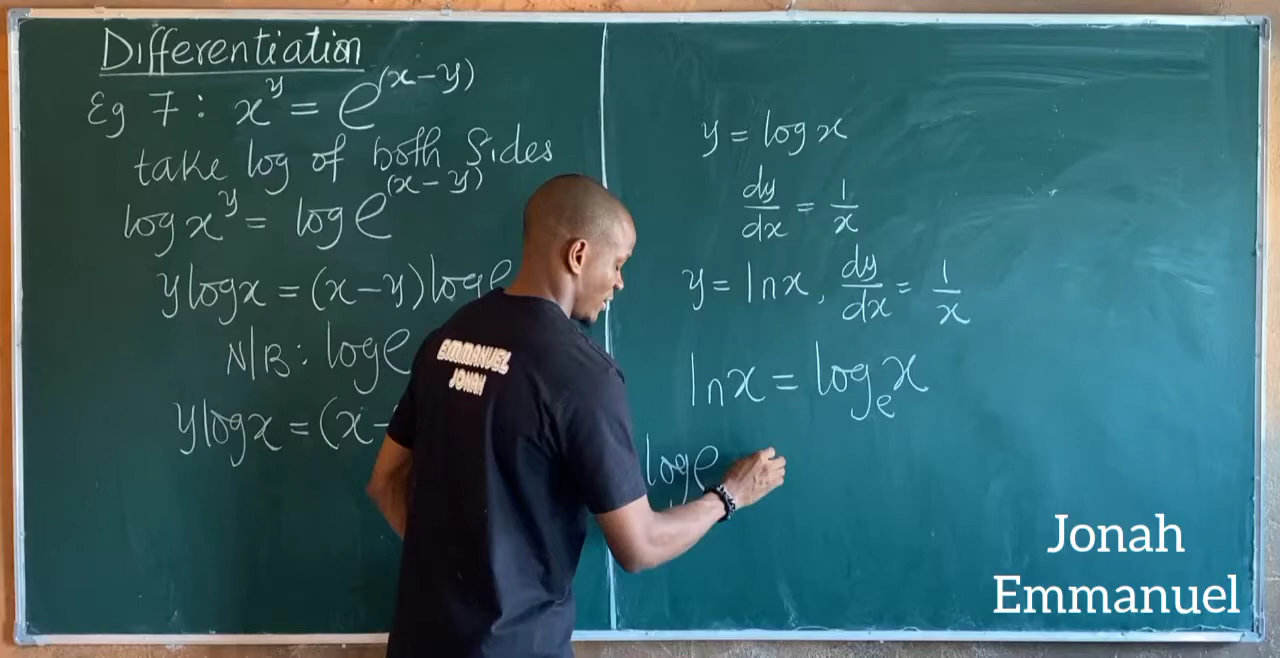 Differentiation
Eg 7: x^y = e^(x-y)
take log of both Sides
log x^y = log e^(x-y)
y log x = (x-y) log e
N/B: log e
y log x = (x-
y = log x
dy/dx = 1/x
y = ln x, dy/dx = 1/x
ln x = log_e x
log e
EMMANUEL
JONAH
Jonah
Emmanuel